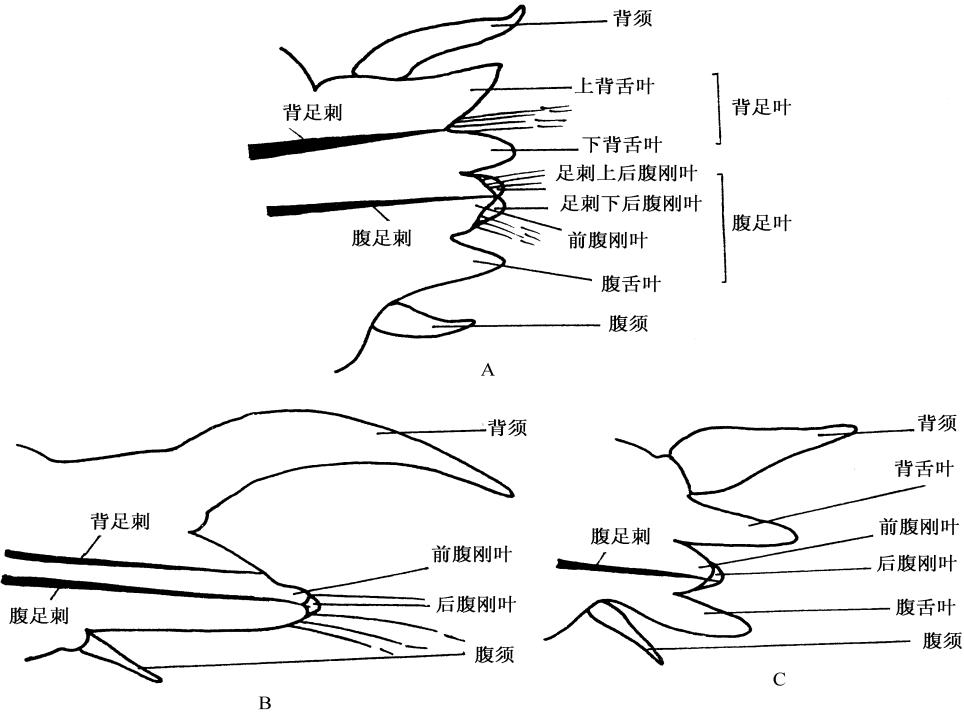 背须
上背舌叶
背足叶
背足刺
下背舌叶
足刺上后腹刚叶
足刺下后腹刚叶
腹足叶
腹足刺
前腹刚叶
腹舌叶
腹须
A
背须
背足刺
前腹刚叶
后腹刚叶
腹足刺
腹须
B
背须
背舌叶
前腹刚叶
腹足刺
后腹刚叶
腹舌叶
腹须
C